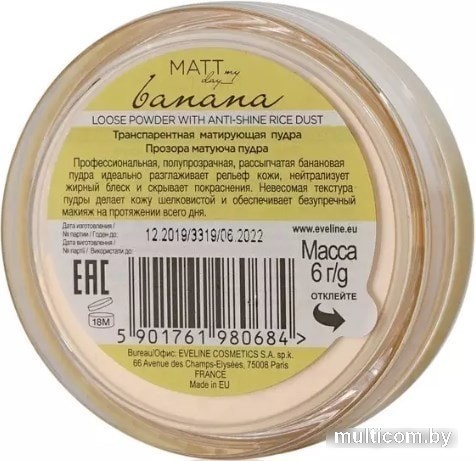 MATT my day
banana
LOOSE POWDER WITH ANTI-SHINE RICE DUST
Транспарентная матирующая пудра
Прозора матуюча пудра
Профессиональная, полупрозрачная, рассыпчатая банановая
пудра идеально разглаживает рельеф кожи, нейтрализует
жирный блеск и скрывает покраснения. Невесомая текстура
пудры делает кожу шелковистой и обеспечивает безупречный
макияж на протяжении всего дня.
Дата изготовления/
№ партии / Годен до:
Дата виготовлення/
№ партії / Використати до:
12.2019/3319/06.2022
www.eveline.eu
Масса
6 г/g
ОТКЛЕЙТЕ
EAC
18M
5 901761 980684 >
Bureau/Офис: EVELINE COSMETICS S.A. sp.k.
66 Avenue des Champs-Elysées, 75008 Paris
FRANCE
Made in EU
multicom.by